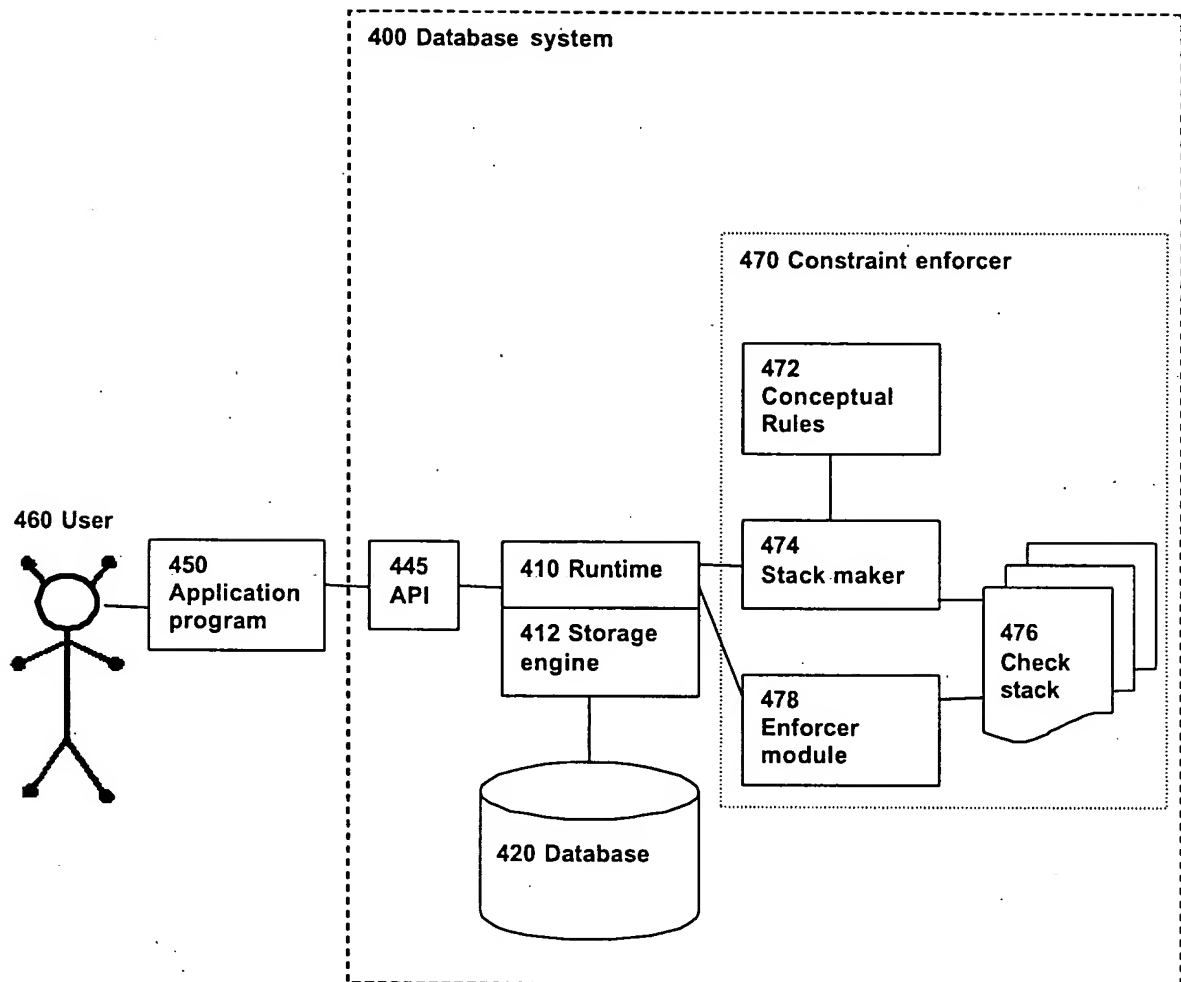 400 Database system
470 Constraint enforcer
472
Conceptual
Rules
460 User
450
Application
program
445
API
410 Runtime
412 Storage
engine
474
Stack maker
476
Check
stack
478
Enforcer
module
420 Database